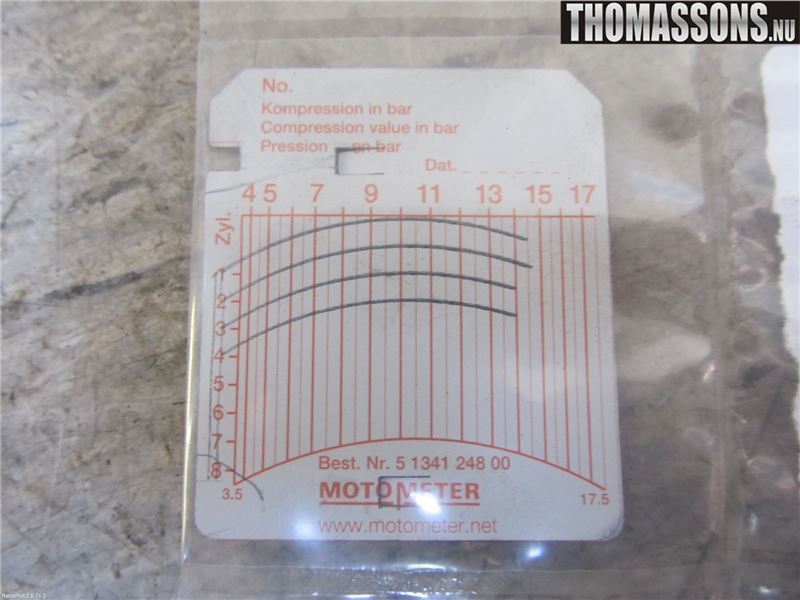 THOMASSONS.NU
No.
Kompression in bar
Compression value in bar
Pression en bar
Dat.
4 5 7 9 11 13 15 17
Zyl.
1
2
3
4
5
6
7
8
Best. Nr. 5 1341 248 00
3.5 MOTOMETER 17.5
www.motometer.net